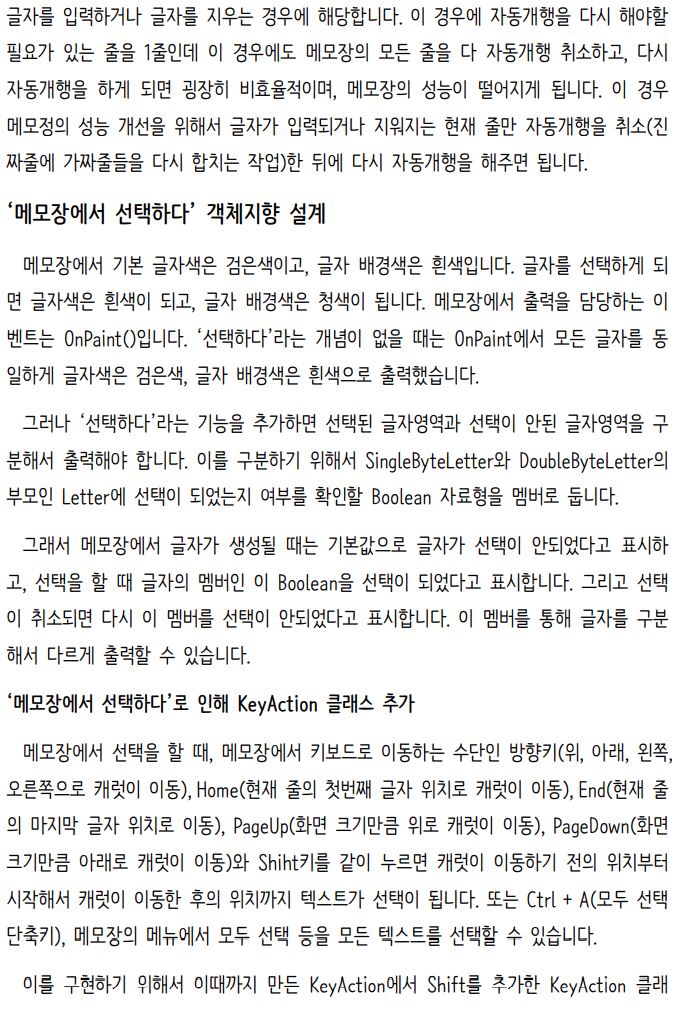 글자를 입력하거나 글자를 지우는 경우에 해당합니다. 이 경우에 자동개행을 다시 해야할
필요가 있는 줄을 1줄인데 이 경우에도 메모장의 모든 줄을 다 자동개행 취소하고, 다시
자동개행을 하게 되면 굉장히 비효율적이며, 메모장의 성능이 떨어지게 됩니다. 이 경우
메모정의 성능 개선을 위해서 글자가 입력되거나 지워지는 현재 줄만 자동개행을 취소(진
짜줄에 가짜줄들을 다시 합치는 작업)한 뒤에 다시 자동개행을 해주면 됩니다.
‘메모장에서 선택하다’ 객체지향 설계
메모장에서 기본 글자색은 검은색이고, 글자 배경색은 흰색입니다. 글자를 선택하게 되
면 글자색은 흰색이 되고, 글자 배경색은 청색이 됩니다. 메모장에서 출력을 담당하는 이
벤트는 OnPaint()입니다. ‘선택하다’라는 개념이 없을 때는 OnPaint에서 모든 글자를 동
일하게 글자색은 검은색, 글자 배경색은 흰색으로 출력했습니다.
그러나 ‘선택하다’라는 기능을 추가하면 선택된 글자영역과 선택이 안된 글자영역을 구
분해서 출력해야 합니다. 이를 구분하기 위해서 SingleByteLetter와 DoubleByteLetter의
부모인 Letter에 선택이 되었는지 여부를 확인할 Boolean 자료형을 멤버로 둡니다.
그래서 메모장에서 글자가 생성될 때는 기본값으로 글자가 선택이 안되었다고 표시하
고, 선택을 할 때 글자의 멤버인 이 Boolean을 선택이 되었다고 표시합니다. 그리고 선택
이 취소되면 다시 이 멤버를 선택이 안되었다고 표시합니다. 이 멤버를 통해 글자를 구분
해서 다르게 출력할 수 있습니다.
‘메모장에서 선택하다’로 인해 KeyAction 클래스 추가
메모장에서 선택을 할 때, 메모장에서 키보드로 이동하는 수단인 방향키(위, 아래, 왼쪽,
오른쪽으로 캐럿이 이동), Home(현재 줄의 첫번째 글자 위치로 캐럿이 이동), End(현재 줄
의 마지막 글자 위치로 이동), PageUp(화면 크기만큼 위로 캐럿이 이동), PageDown(화면
크기만큼 아래로 캐럿이 이동)와 Shiht키를 같이 누르면 캐럿이 이동하기 전의 위치부터
시작해서 캐럿이 이동한 후의 위치까지 텍스트가 선택이 됩니다. 또는 Ctrl + A(모두 선택
단축키), 메모장의 메뉴에서 모두 선택 등을 모든 텍스트를 선택할 수 있습니다.
이를 구현하기 위해서 이때까지 만든 KeyAction에서 Shift를 추가한 KeyAction 클래